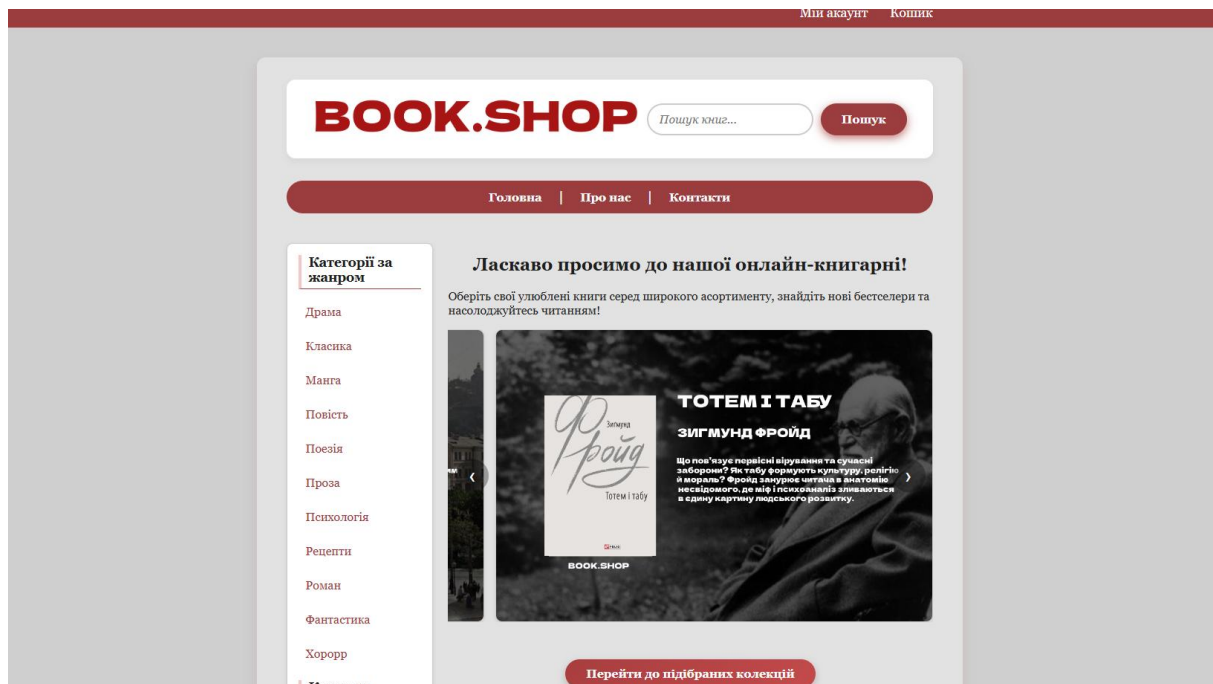 Мій акаунт Кошик
BOOK.SHOP
Пошук книг...
Пошук
Головна | Про нас | Контакти
Категорії за
жанром
Драма
Класика
Манга
Повість
Поезія
Проза
Психологія
Рецепти
Роман
Фантастика
Хорорр
Ласкаво просимо до нашої онлайн-книгарні!
Оберіть свої улюблені книги серед широкого асортименту, знайдіть нові бестселери та
насолоджуйтесь читанням!
Зигмунд
Фройд
Тотем і табу
BOOK.SHOP
ТОТЕМ І ТАБУ
ЗИГМУНД ФРОЙД
Що пов'язує первісні вірування та сучасні
заборони? Як табу формують культуру, релігію
й мораль? Фройд занурює читача в анатомію
несвідомого, де міф і психоаналіз зливаються
в єдину картину людського розвитку.
Перейти до підібраних колекцій